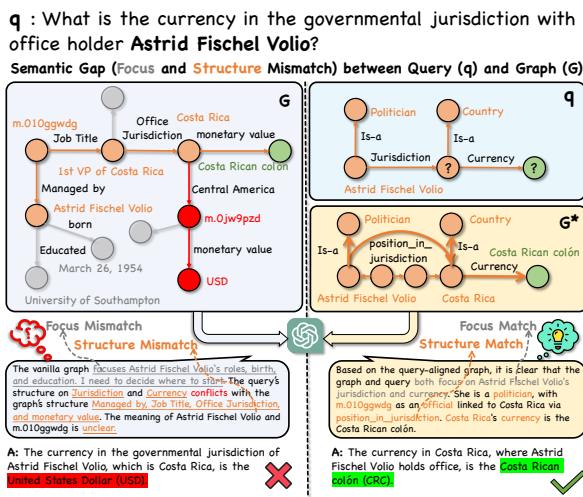 q : What is the currency in the governmental jurisdiction with
office holder Astrid Fischel Volio?
Semantic Gap (Focus and Structure Mismatch) between Query (q) and Graph (G)
G
m.010ggwdg
Job Title
Office
Jurisdiction
Costa Rica
monetary value
1st VP of Costa Rica
Costa Rican colón
Managed by
Central America
Astrid Fischel Volio
born
m.0jw9pzd
Educated
monetary value
March 26, 1954
USD
University of Southampton
q
Politician
Country
Is-a
Is-a
Jurisdiction
Currency
?
?
Astrid Fischel Volio
G*
Politician
Country
Is-a
position_in_
jurisdiction
Is-a
Costa Rican colón
Currency
Astrid Fischel Volio
Costa Rica
Focus Mismatch
Structure Mismatch
The vanilla graph focuses Astrid Fischel Volio's roles, birth,
and education. I need to decide where to start. The query's
structure on Jurisdiction and Currency conflicts with the
graph's structure Managed by, Job Title, Office Jurisdiction,
and monetary value. The meaning of Astrid Fischel Volio and
m.010ggwdg is unclear.
A: The currency in the governmental jurisdiction of
Astrid Fischel Volio, which is Costa Rica, is the
United States Dollar (USD).
Focus Match
Structure Match
Based on the query-aligned graph, it is clear that the
graph and query both focus on Astrid Fischel Volio's
jurisdiction and currency. She is a politician, with
m.010ggwdg as an official linked to Costa Rica via
position_in_jurisdiction. Costa Rica's currency is the
Costa Rican colón.
A: The currency in Costa Rica, where Astrid
Fischel Volio holds office, is the Costa Rican
colón (CRC).